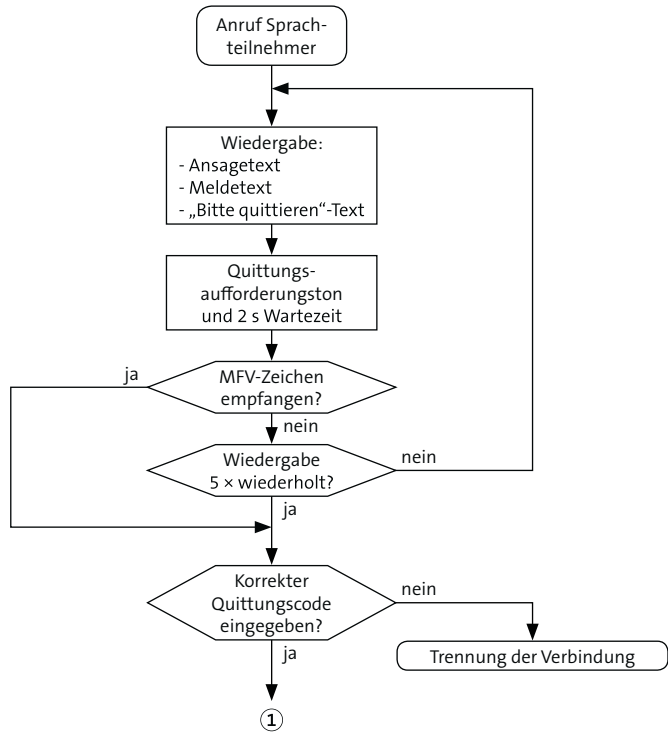 Anruf Sprach-
teilnehmer
Wiedergabe:
- Ansagetext
- Meldetext
- „Bitte quittieren“-Text
Quittungs-
aufforderungston
und 2 s Wartezeit
ja
MFV-Zeichen
empfangen?
nein
Wiedergabe
5 × wiederholt?
nein
ja
Korrekter
Quittungscode
eingegeben?
nein
ja
Trennung der Verbindung
①